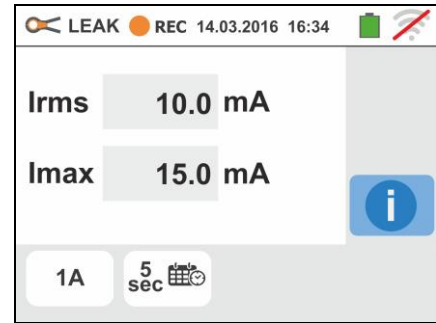 LEAK REC 14.03.2016 16:34
Irms 10.0 mA
Imax 15.0 mA
i
1A 5 sec